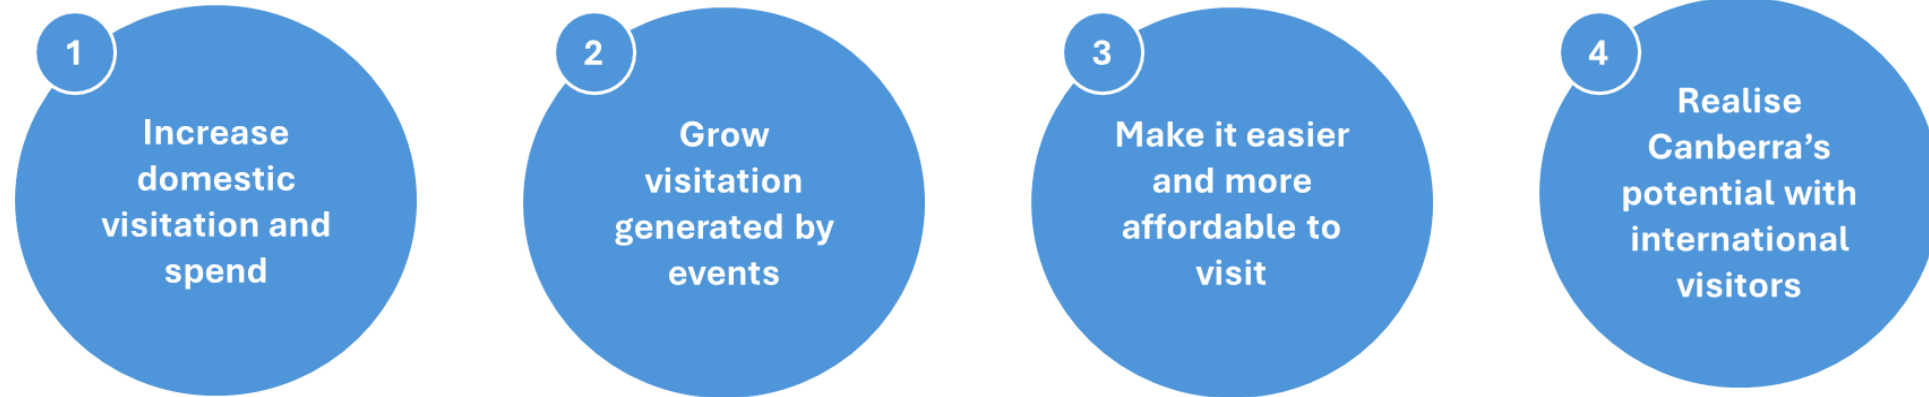 1
Increase
domestic
visitation and
spend
2
Grow
visitation
generated by
events
3
Make it easier
and more
affordable to
visit
4
Realise
Canberra’s
potential with
international
visitors